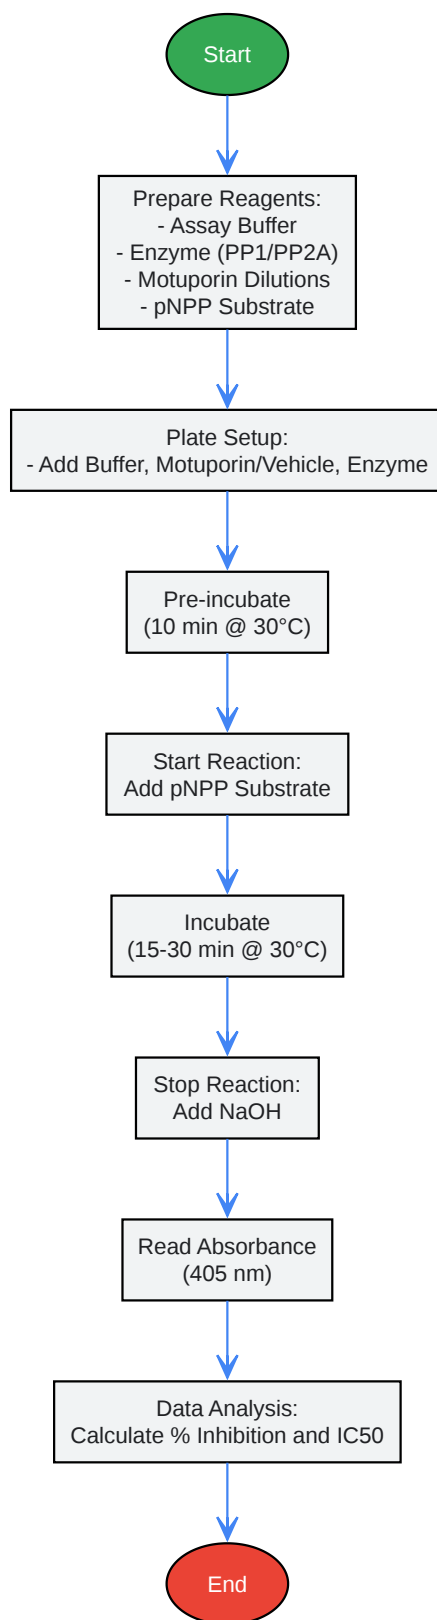 Start
Prepare Reagents:
- Assay Buffer
- Enzyme (PP1/PP2A)
- Motuporin Dilutions
- pNPP Substrate
Plate Setup:
- Add Buffer, Motuporin/Vehicle, Enzyme
Pre-incubate
(10 min @ 30°C)
Start Reaction:
Add pNPP Substrate
Incubate
(15-30 min @ 30°C)
Stop Reaction:
Add NaOH
Read Absorbance
(405 nm)
Data Analysis:
Calculate % Inhibition and IC50
End